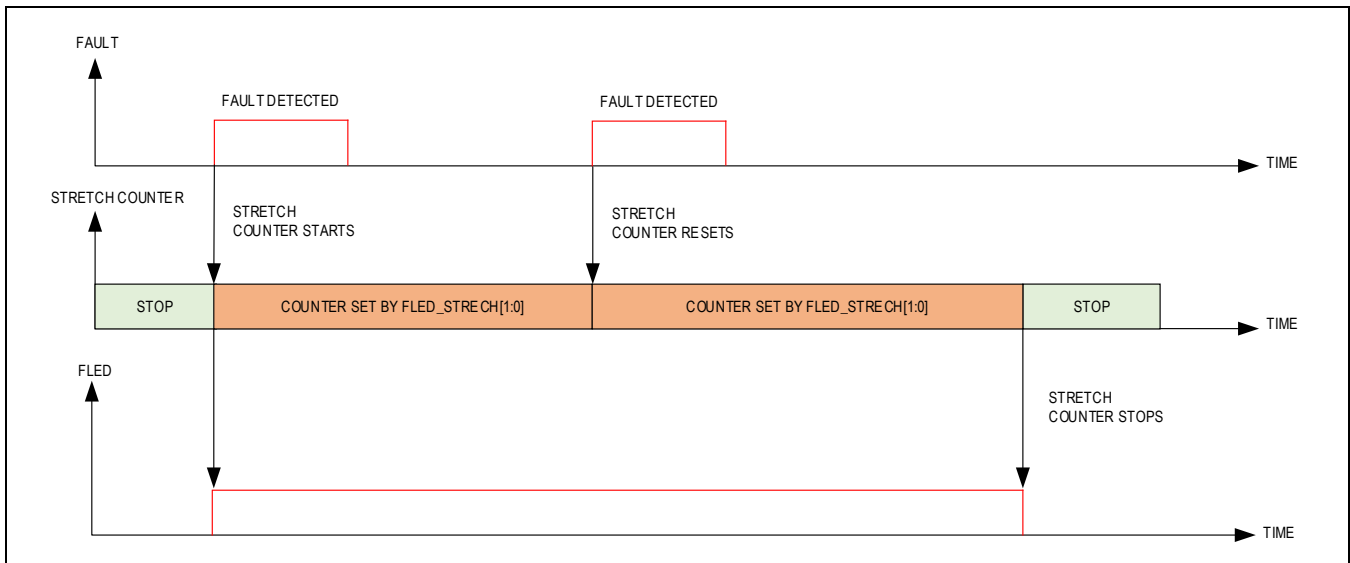 FAULT
FAULT DETECTED
FAULT DETECTED
TIME
STRETCH COUNTER
STRETCH
COUNTER STARTS
STRETCH
COUNTER RESETS
STOP
COUNTER SET BY FLED_STRECH[1:0]
COUNTER SET BY FLED_STRECH[1:0]
STOP
TIME
FLED
STRETCH
COUNTER STOPS
TIME